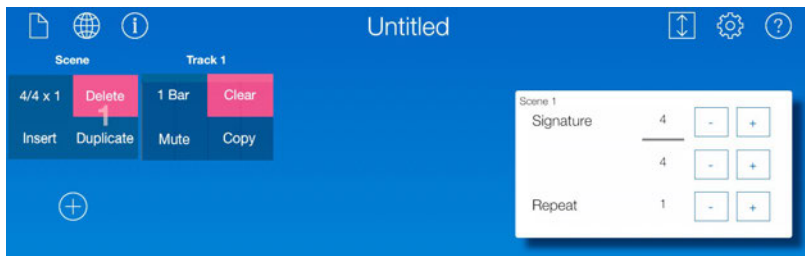 Untitled
Scene Track 1
4/4 x 1 Delete 1 Bar Clear
1
Insert Duplicate Mute Copy
Scene 1
Signature 4 - +
4 - +
Repeat 1 - +